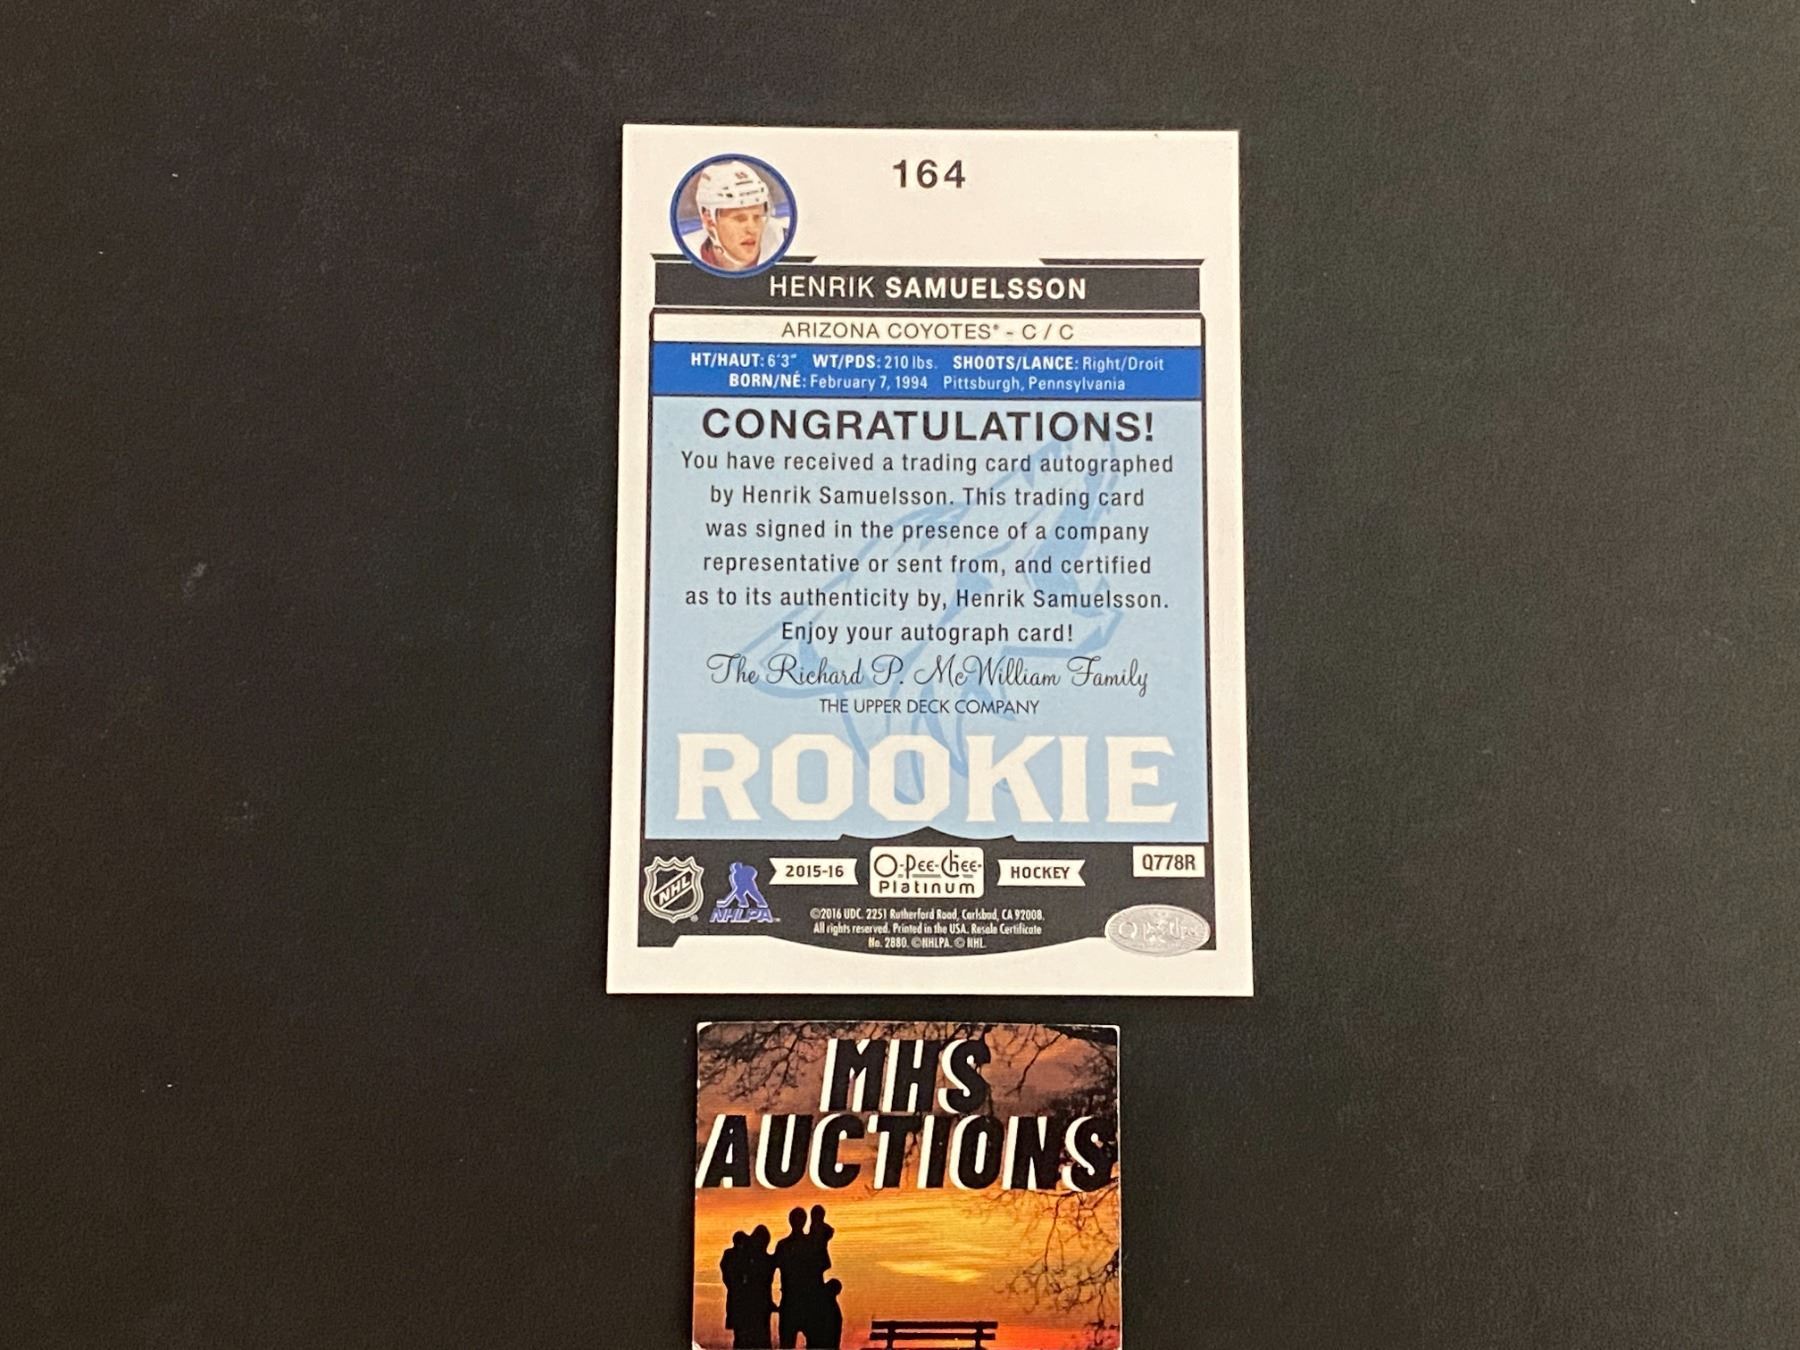 164
HENRIK SAMUELSSON
ARIZONA COYOTES® - C / C
HT/HAUT: 6'3" WT/PDS: 210 lbs. SHOOTS/LANCE: Right/Droit
BORN/NÉ: February 7, 1994 Pittsburgh, Pennsylvania
CONGRATULATIONS!
You have received a trading card autographed
by Henrik Samuelsson. This trading card
was signed in the presence of a company
representative or sent from, and certified
as to its authenticity by, Henrik Samuelsson.
Enjoy your autograph card!
The Richard P. McWilliam Family
THE UPPER DECK COMPANY
ROOKIE
NHL
NHLPA
2015-16
O-Pee-Chee
Platinum
HOCKEY
Q778R
©2016 UDC. 2251 Rutherford Road, Carlsbad, CA 92008.
All rights reserved. Printed in the USA. Resale Certificate
No. 2880. ©NHLPA. © NHL.
MHS
AUCTIONS